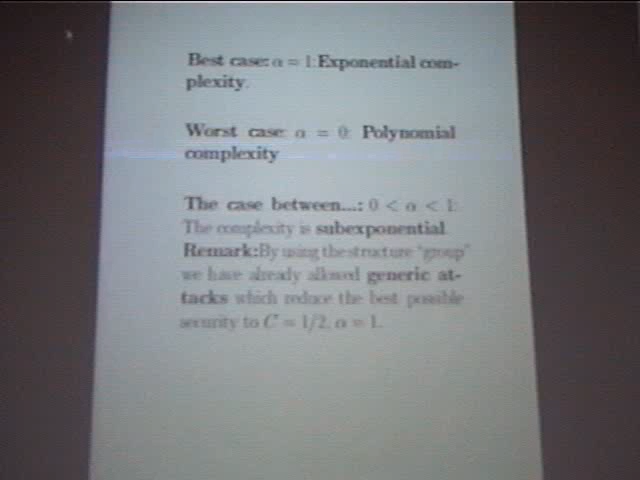 Best case: α = 1:Exponential com-
plexity.
Worst case: α = 0: Polynomial
complexity
The case between...: 0 < α < 1:
The complexity is subexponential.
Remark:By using the structure "group"
we have already allowed generic at-
tacks which reduce the best possible
security to C = 1/2, α = 1.